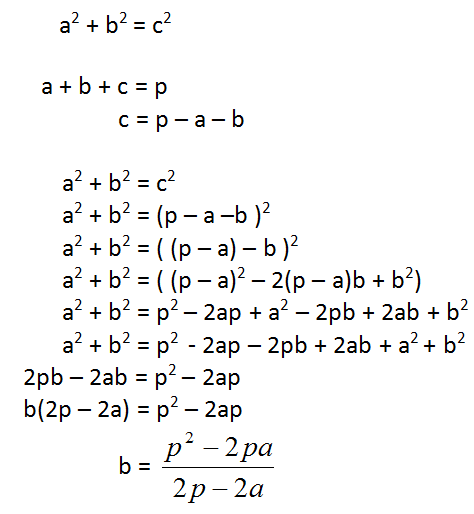 a² + b² = c²
a + b + c = p
c = p – a – b
a² + b² = c²
a² + b² = (p – a –b )²
a² + b² = ( (p – a) – b )²
a² + b² = ( (p – a)² – 2(p – a)b + b²)
a² + b² = p² – 2ap + a² – 2pb + 2ab + b²
a² + b² = p² - 2ap – 2pb + 2ab + a² + b²
2pb – 2ab = p² – 2ap
b(2p – 2a) = p² – 2ap
b = (p² – 2pa) / (2p – 2a)